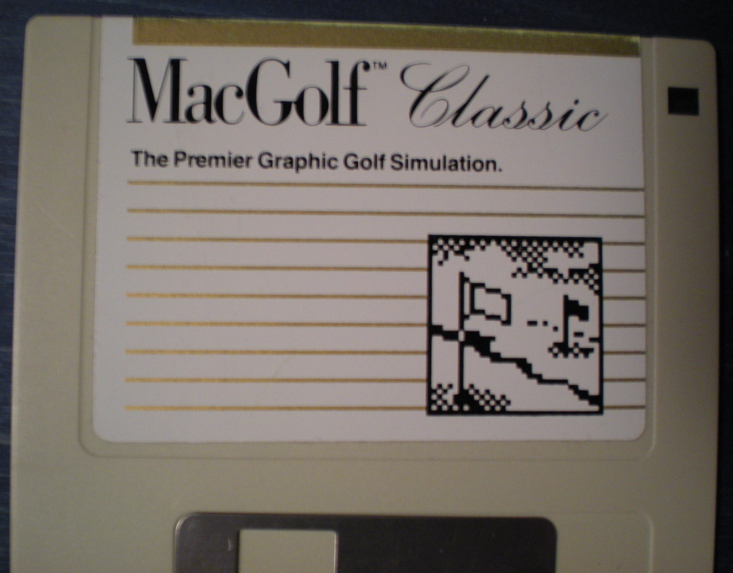 MacGolf™ Classic
The Premier Graphic Golf Simulation.